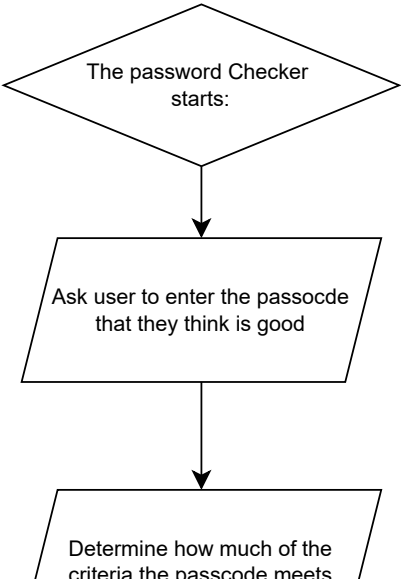 The password Checker
starts:
Ask user to enter the passocde
that they think is good
Determine how much of the
criteria the passcode meets